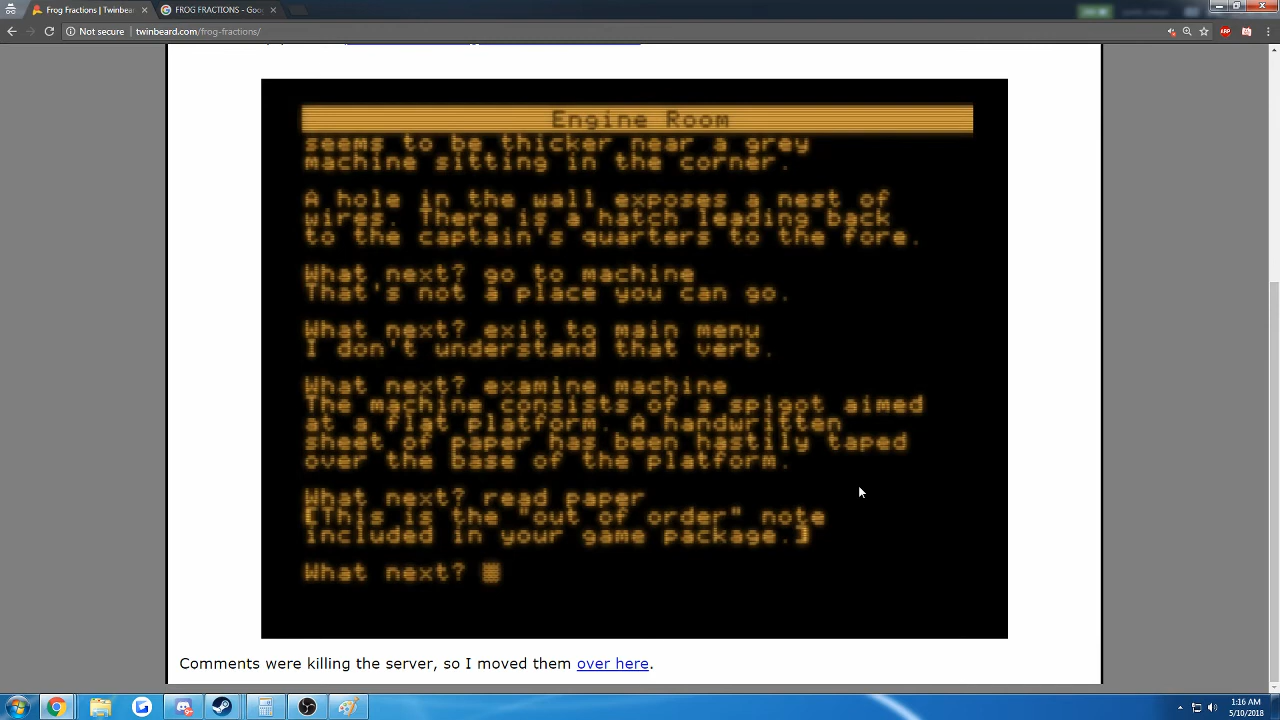 Frog Fractions | Twinbea
FROG FRACTIONS - Goo
Not secure
twinbeard.com/frog-fractions/
ABP
Engine Room
seems to be thicker near a grey
machine sitting in the corner.
A hole in the wall exposes a nest of
wires. There is a hatch leading back
to the captain's quarters to the fore.
What next? go to machine
That's not a place you can go.
What next? exit to main menu
I don't understand that verb.
What next? examine machine
The machine consists of a spigot aimed
at a flat platform. A handwritten
sheet of paper has been hastily taped
over the base of the platform.
What next? read paper
[This is the "out of order" note
included in your game package.]
What next?
Comments were killing the server, so I moved them over here.
1:16 AM
5/10/2018